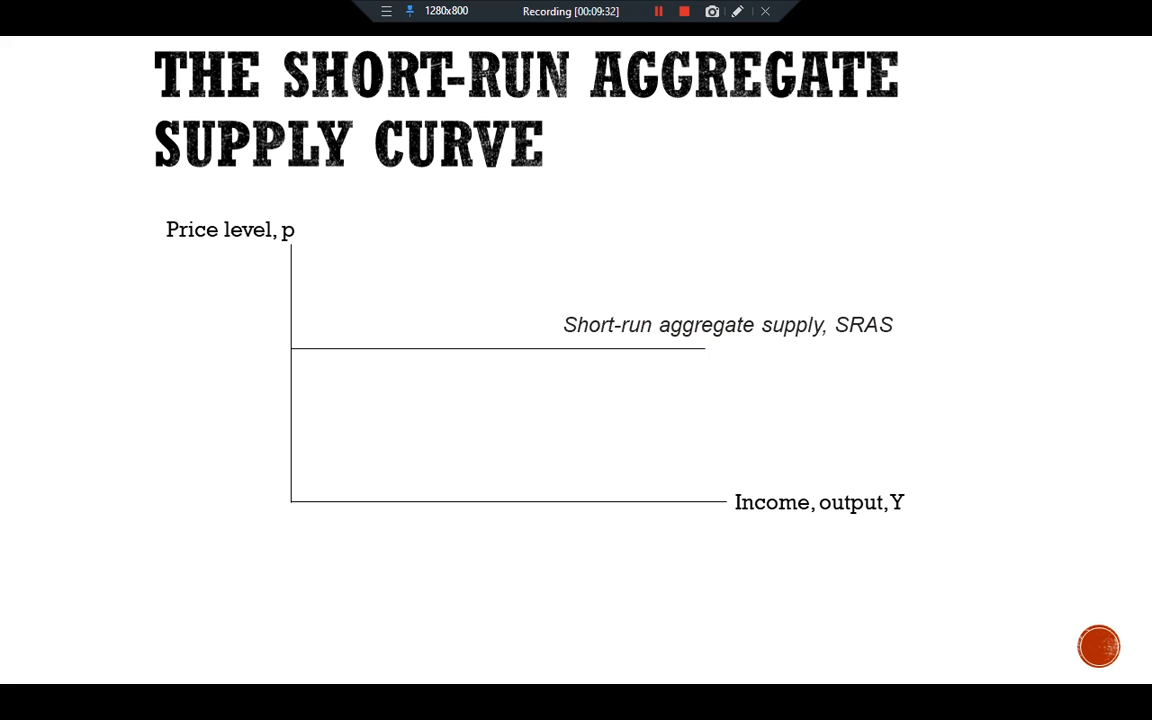 1280x800
Recording [00:09:32]
THE SHORT-RUN AGGREGATE
SUPPLY CURVE
Price level, p
Short-run aggregate supply, SRAS
Income, output, Y